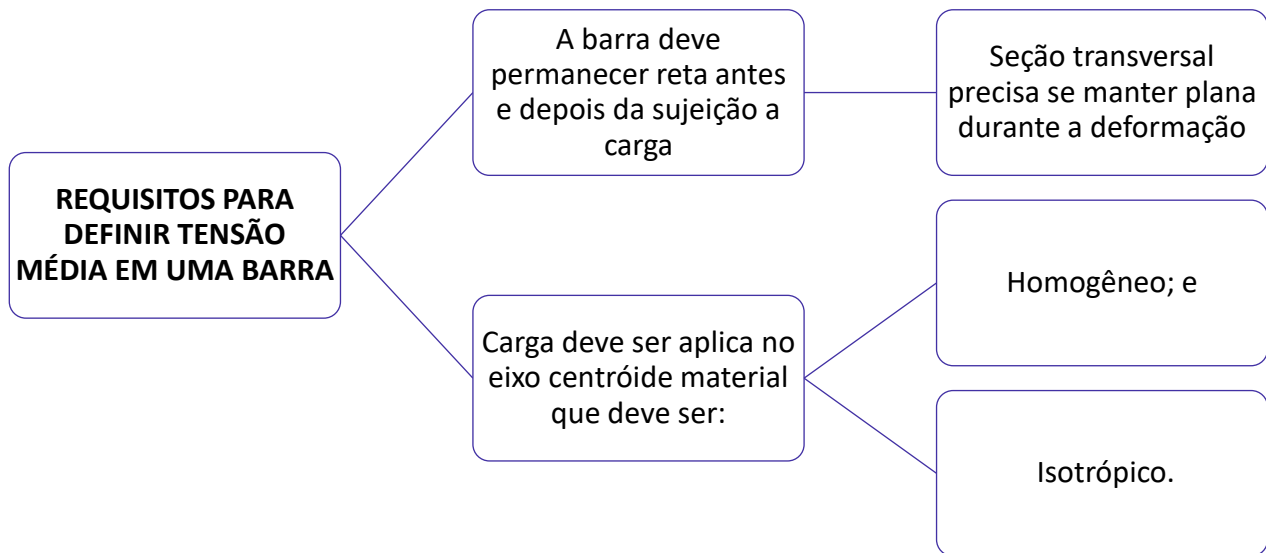 REQUISITOS PARA
DEFINIR TENSÃO
MÉDIA EM UMA BARRA
A barra deve
permanecer reta antes
e depois da sujeição a
carga
Seção transversal
precisa se manter plana
durante a deformação
Carga deve ser aplica no
eixo centróide material
que deve ser:
Homogêneo; e
Isotrópico.